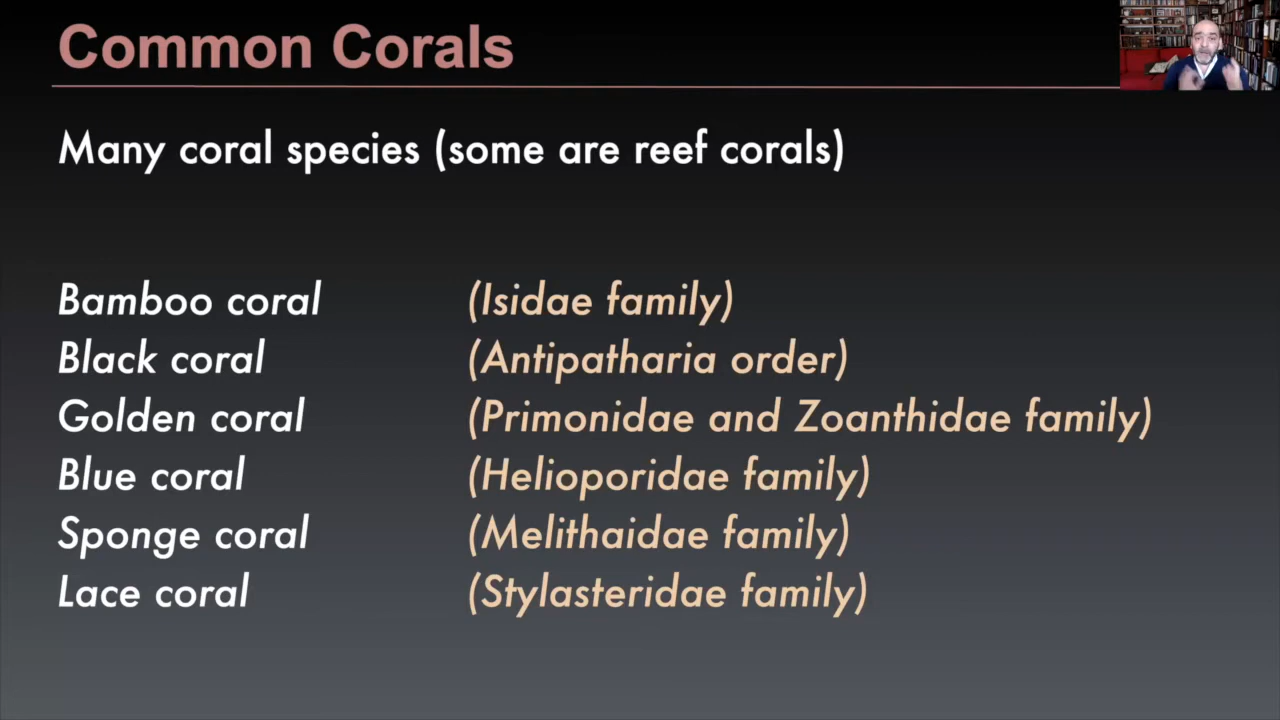 Common Corals
Many coral species (some are reef corals)
Bamboo coral (Isidae family)
Black coral (Antipatharia order)
Golden coral (Primonidae and Zoanthidae family)
Blue coral (Helioporidae family)
Sponge coral (Melithaidae family)
Lace coral (Stylasteridae family)